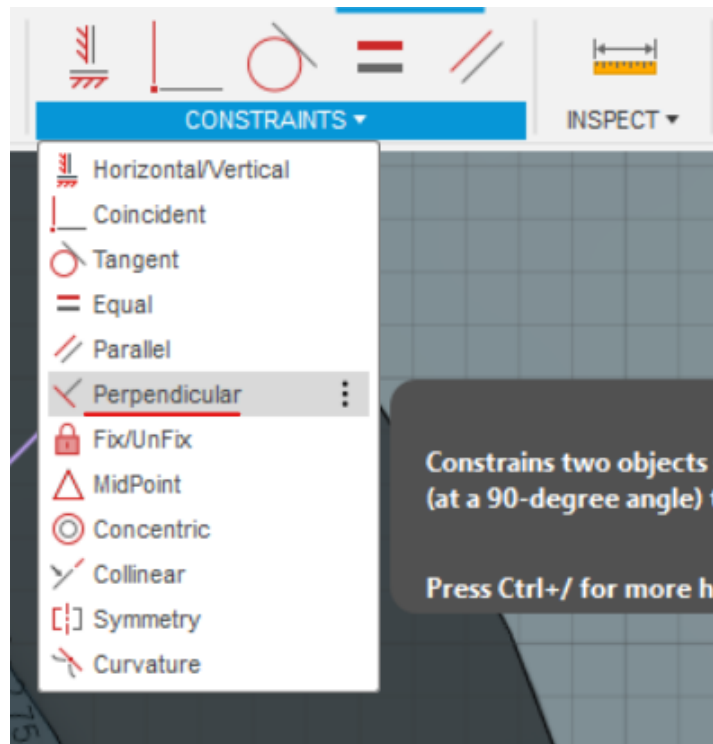 CONSTRAINTS
INSPECT
Horizontal/Vertical
Coincident
Tangent
Equal
Parallel
Perpendicular
Fix/UnFix
MidPoint
Concentric
Collinear
Symmetry
Curvature
Constrains two objects
(at a 90-degree angle)
Press Ctrl+/ for more
75